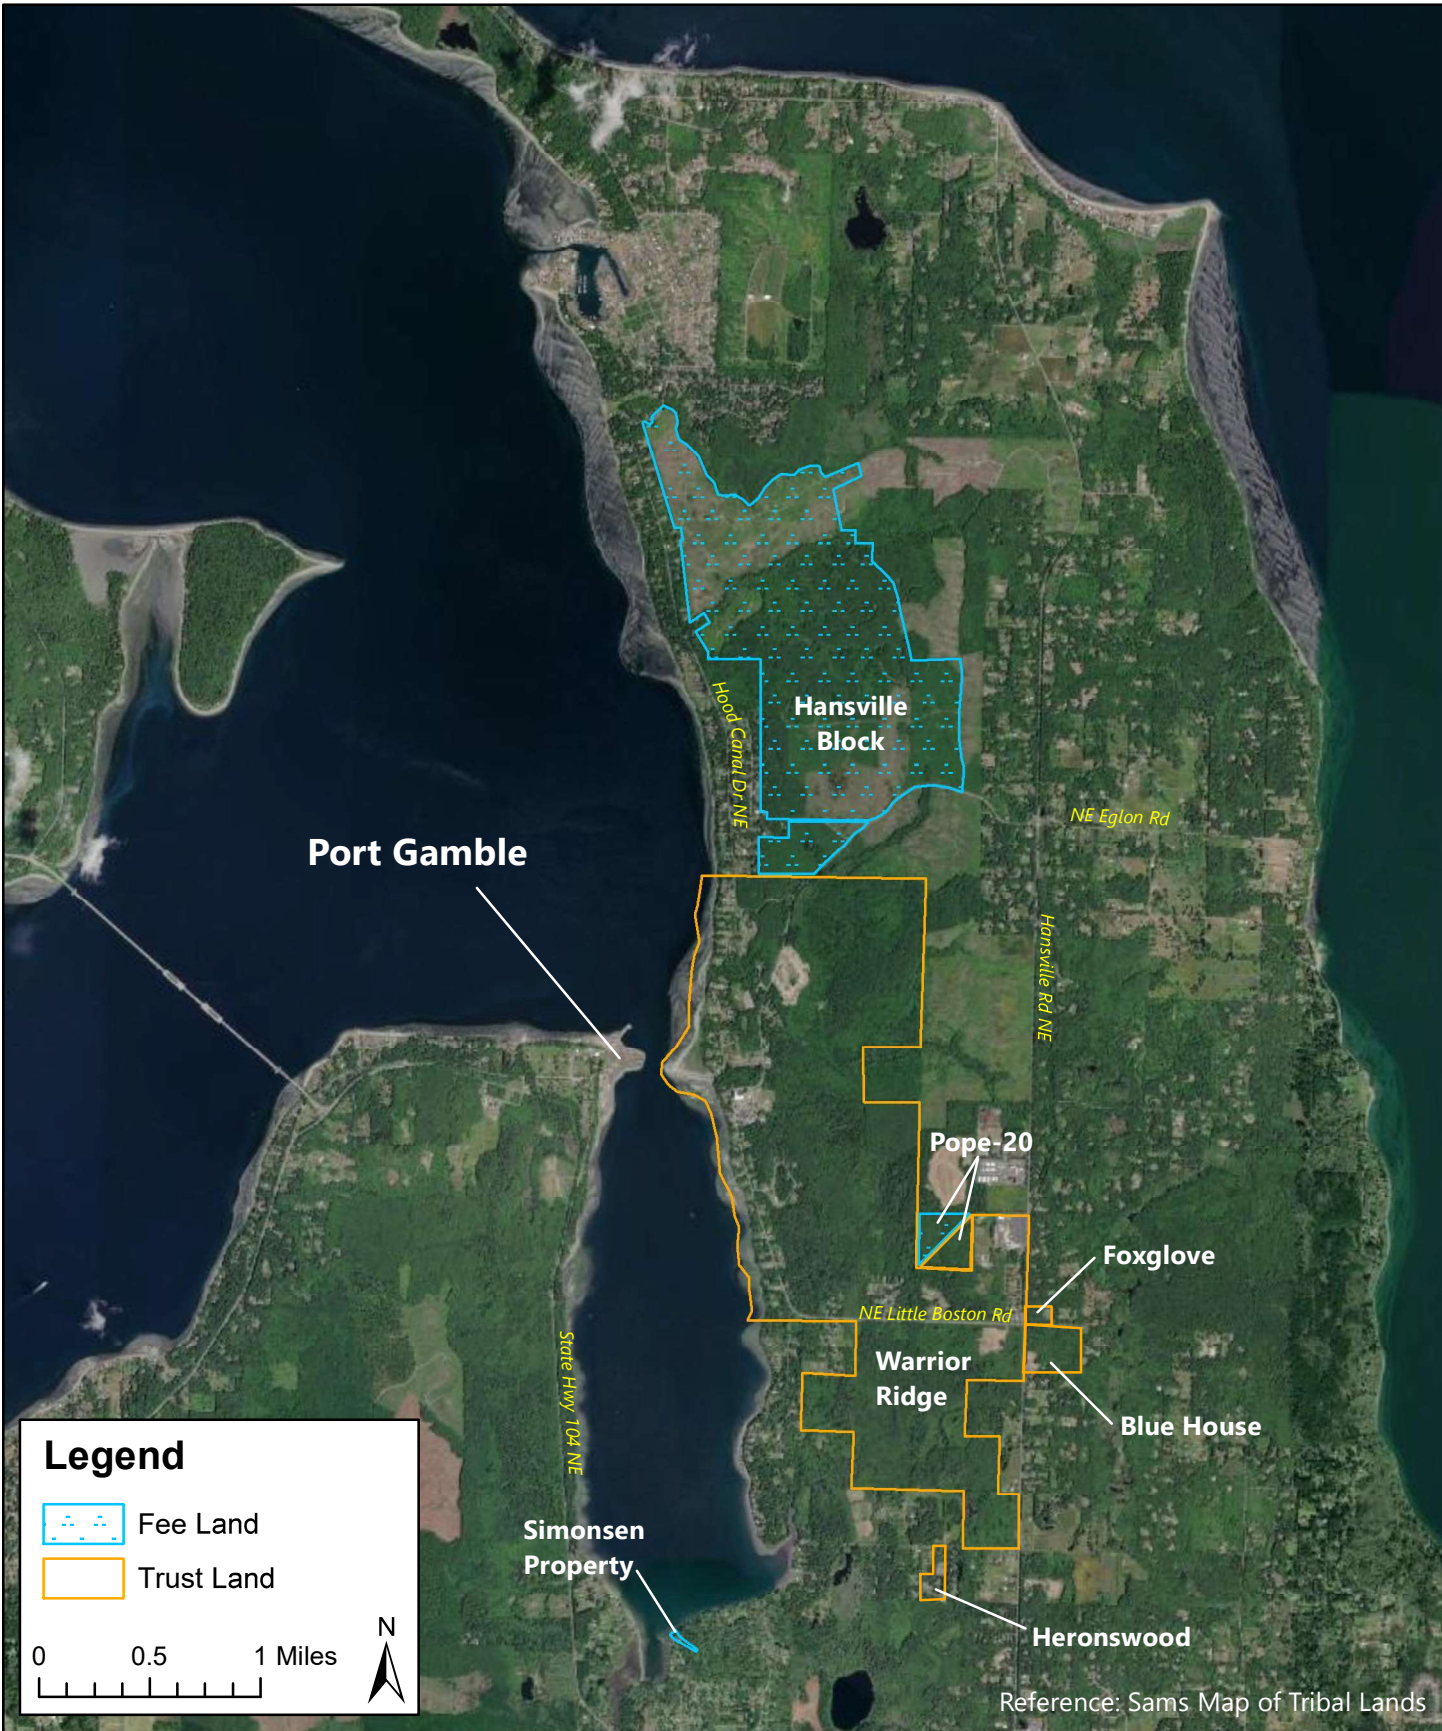 Hansville
Block
Hood Canal Dr NE
NE Eglon Rd
Port Gamble
Hansville Rd NE
Pope-20
Foxglove
NE Little Boston Rd
Warrior
Ridge
State Hwy 104 NE
Blue House
Legend
Fee Land
Trust Land
N
0 0.5 1 Miles
Simonsen
Property
Heronswood
Reference: Sams Map of Tribal Lands